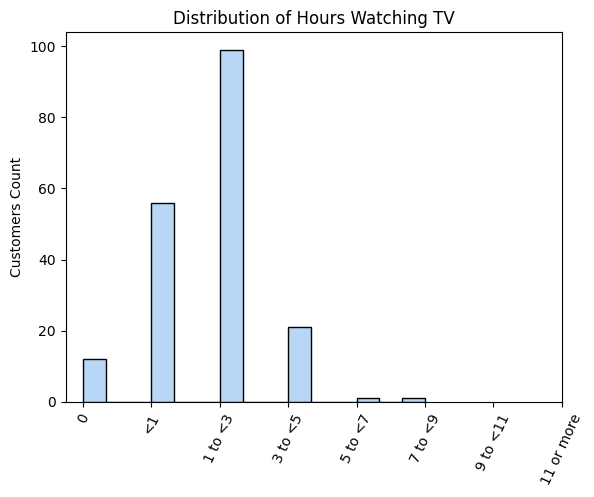 Distribution of Hours Watching TV
100
80
60
40
20
0
Customers Count
0
<1
1 to <3
3 to <5
5 to <7
7 to <9
9 to <11
11 or more